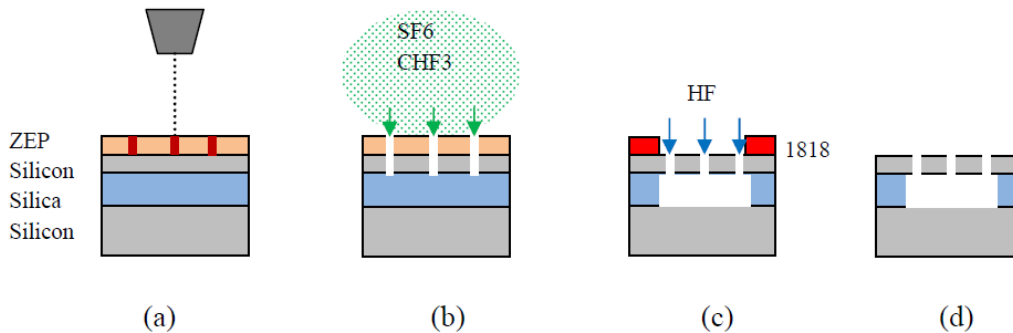 SF6
CHF3
HF
ZEP
Silicon
Silica
Silicon
1818
(a)
(b)
(c)
(d)